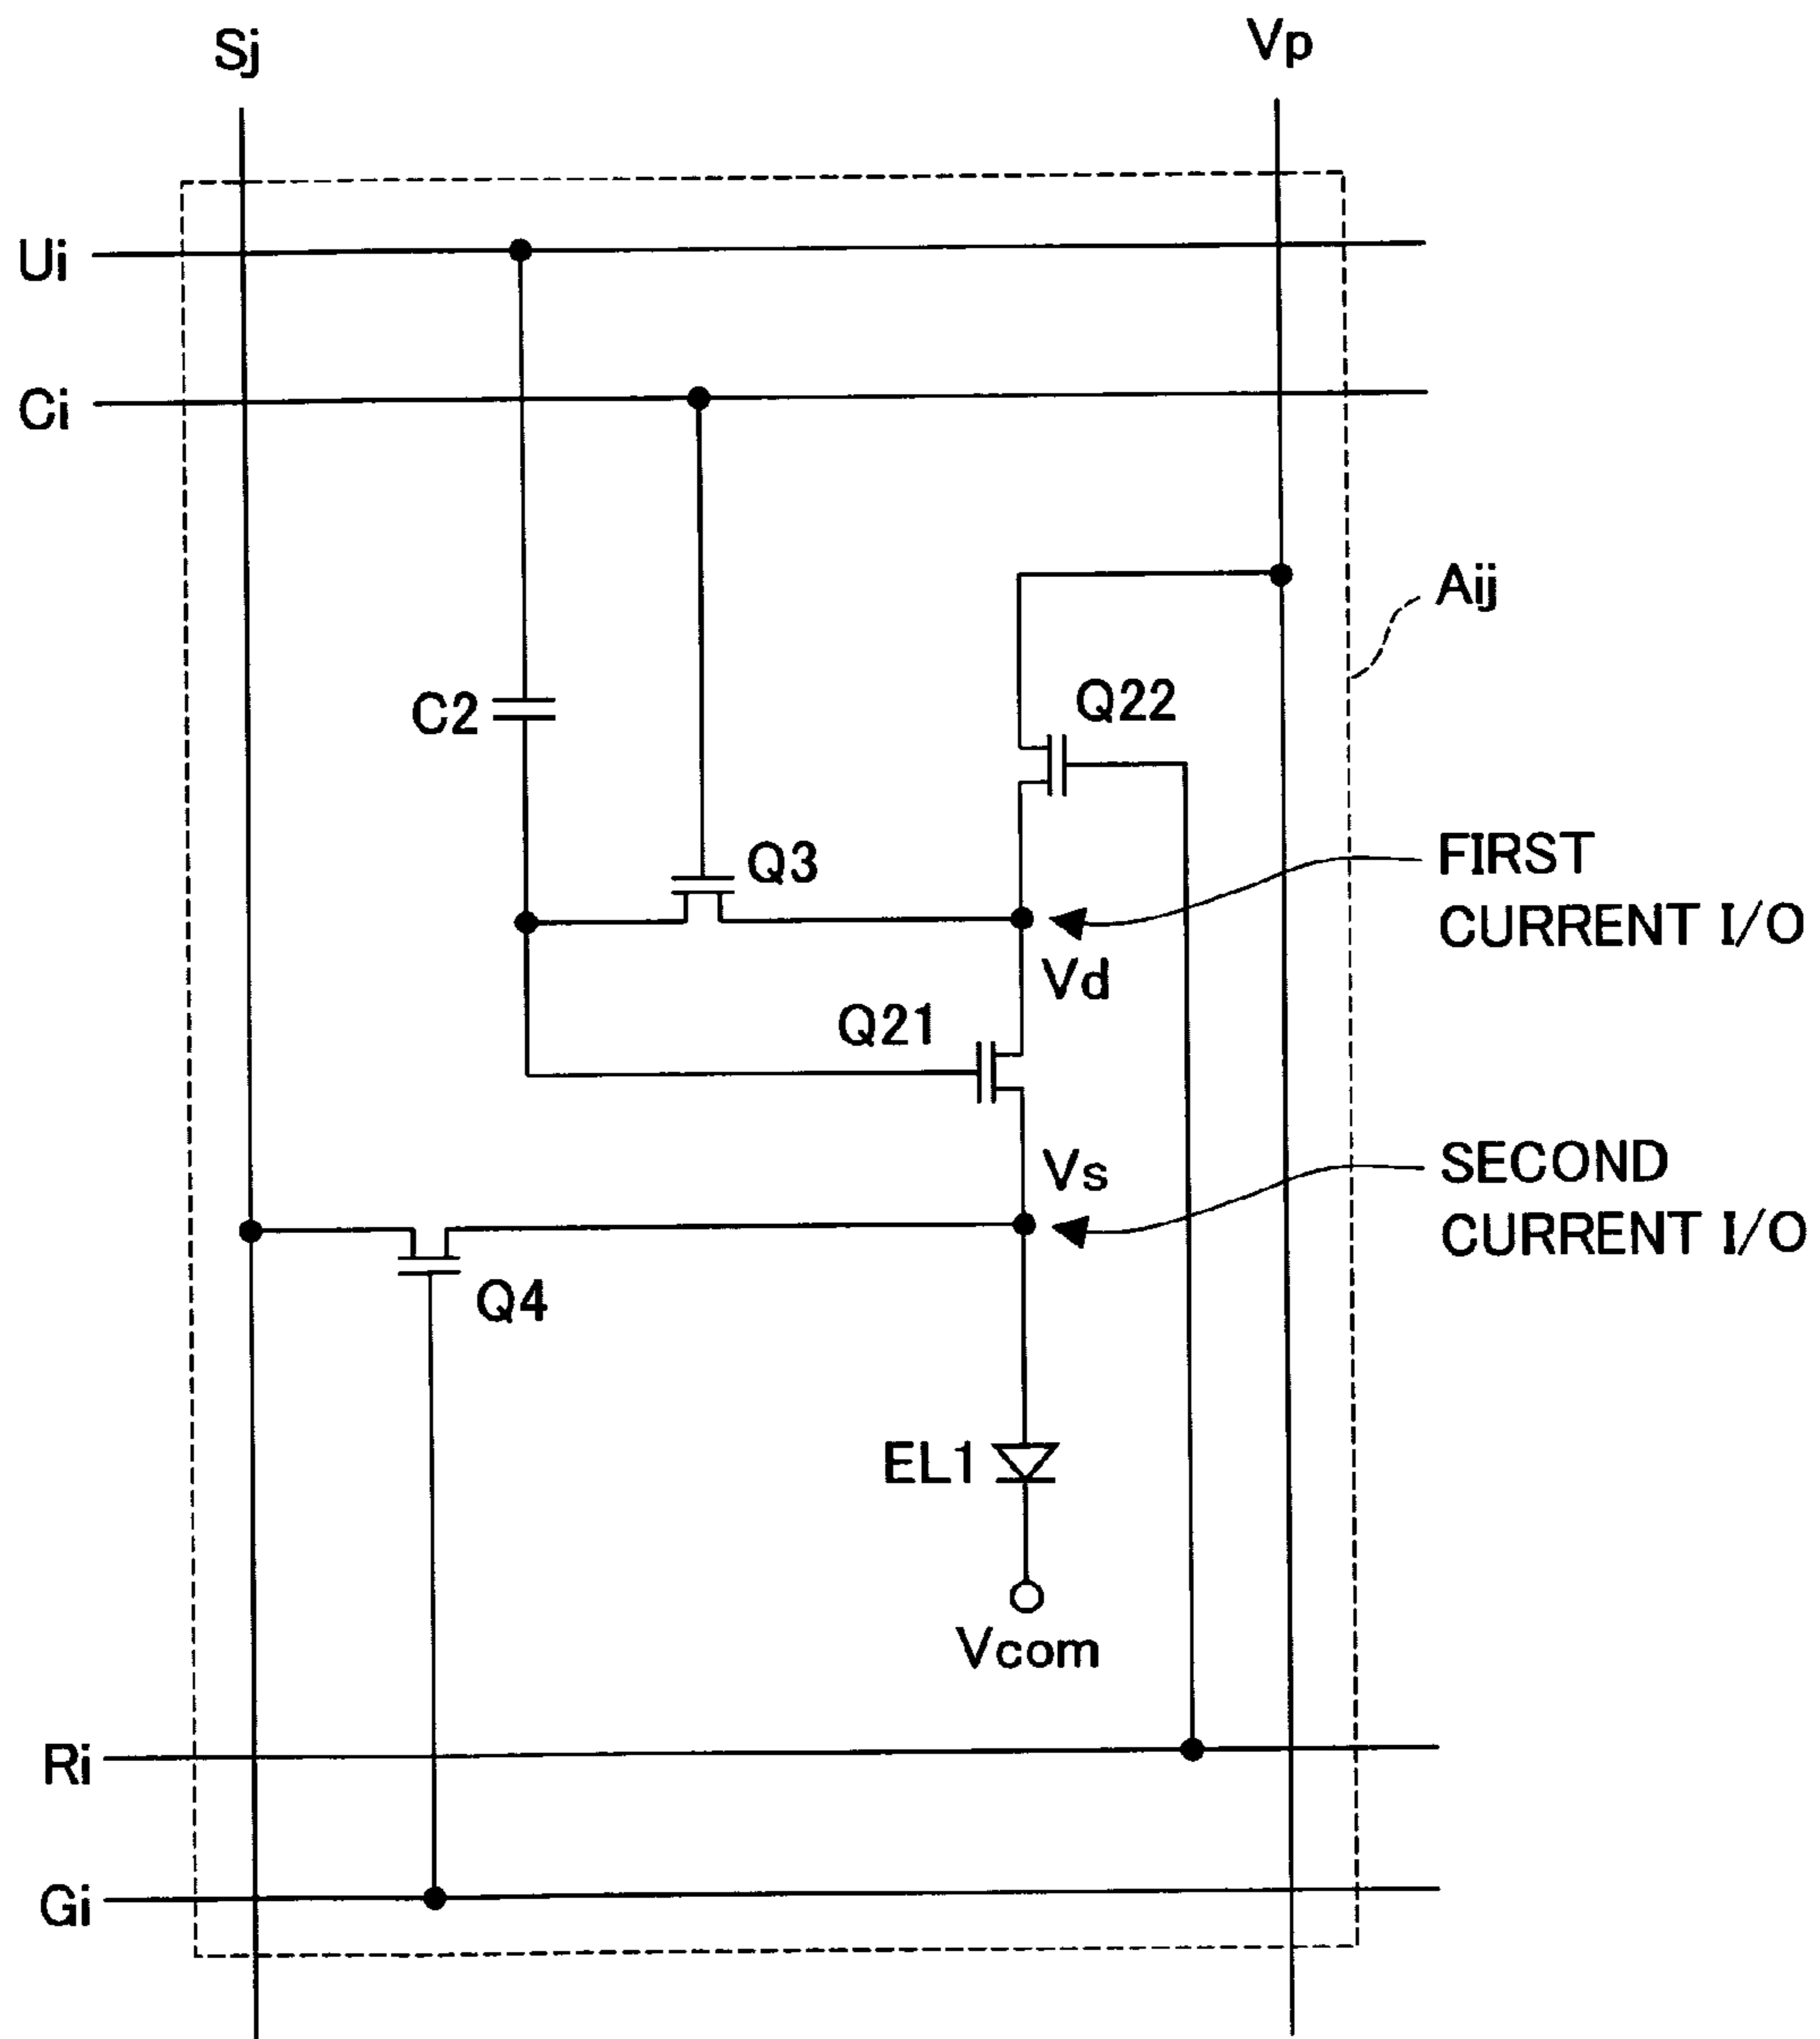 Sj
Vp
Ui
Ci
Aij
Q22
C2
Q3
FIRST
CURRENT I/O
Vd
Q21
Vs
SECOND
CURRENT I/O
Q4
EL1
Vcom
Ri
Gi